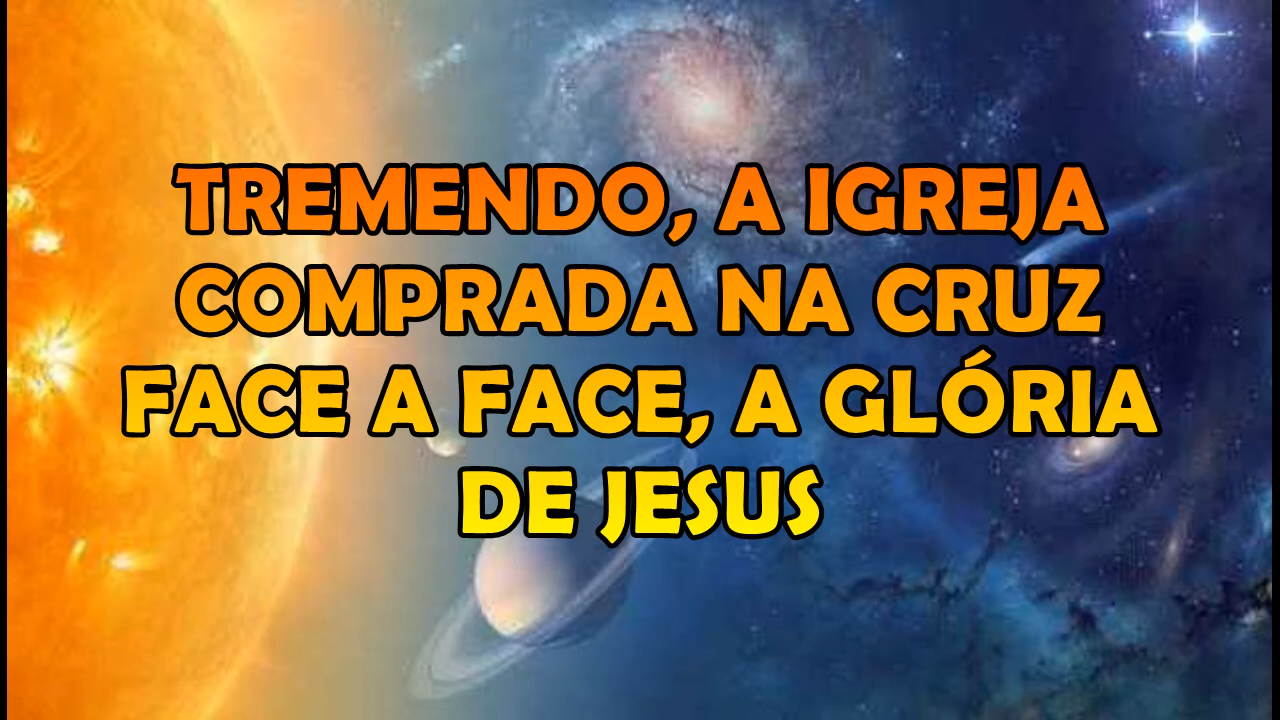 TREMENDO, A IGREJA
COMPRADA NA CRUZ
FACE A FACE, A GLÓRIA
DE JESUS